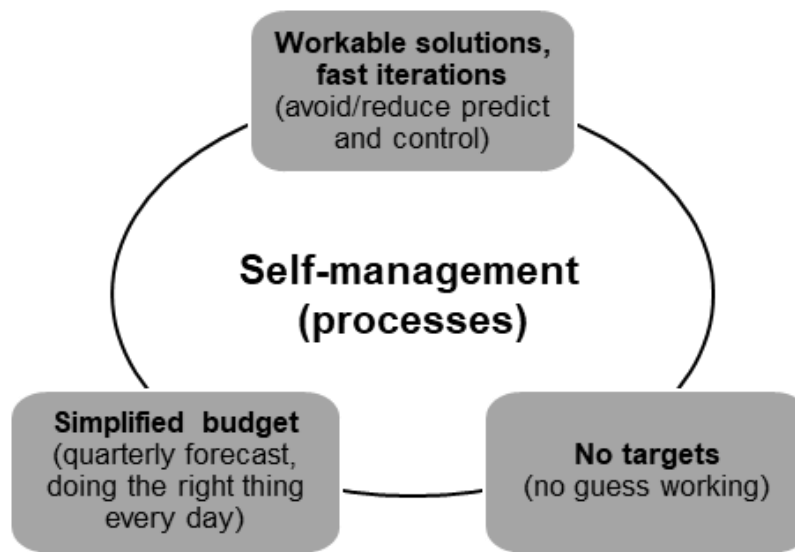 Workable solutions,
fast iterations
(avoid/reduce predict
and control)
Self-management
(processes)
Simplified budget
(quarterly forecast,
doing the right thing
every day)
No targets
(no guess working)